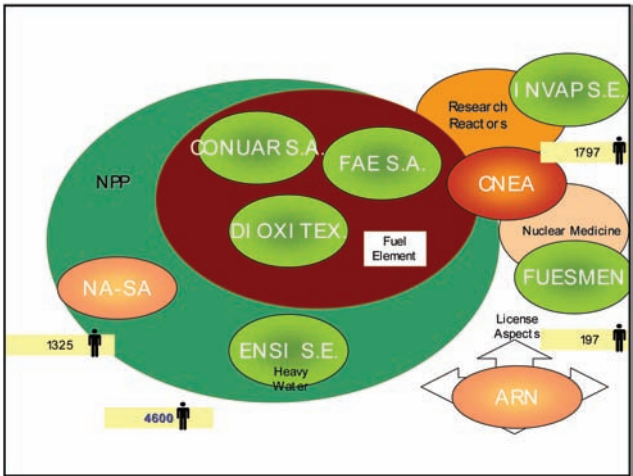 INVAP S.E.
Research
Reactors
1797
CONUAR S.A.
FAE S.A.
CNEA
NPP
DIOXITEX.
Fuel
Element
Nuclear Medicine
FUESMEN
NA-SA
License
Aspects
197
1325
ENSI S.E.
Heavy
Water
ARN
4600